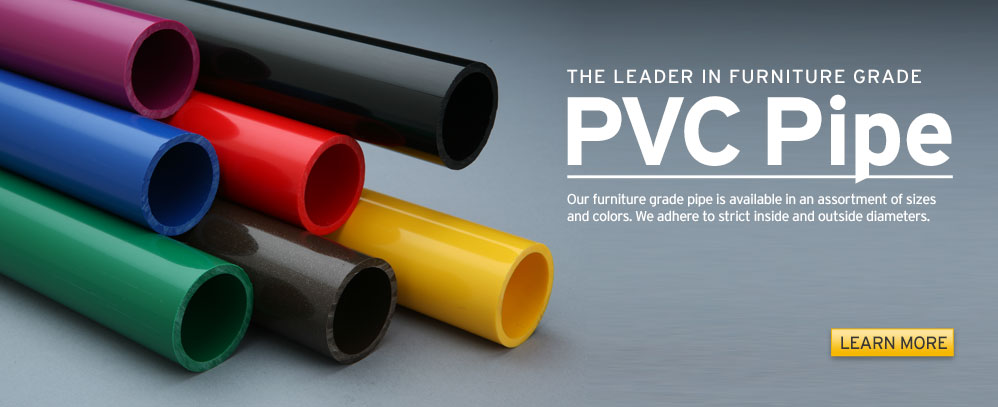 THE LEADER IN FURNITURE GRADE
PVC Pipe
Our furniture grade pipe is available in an assortment of sizes
and colors. We adhere to strict inside and outside diameters.
LEARN MORE